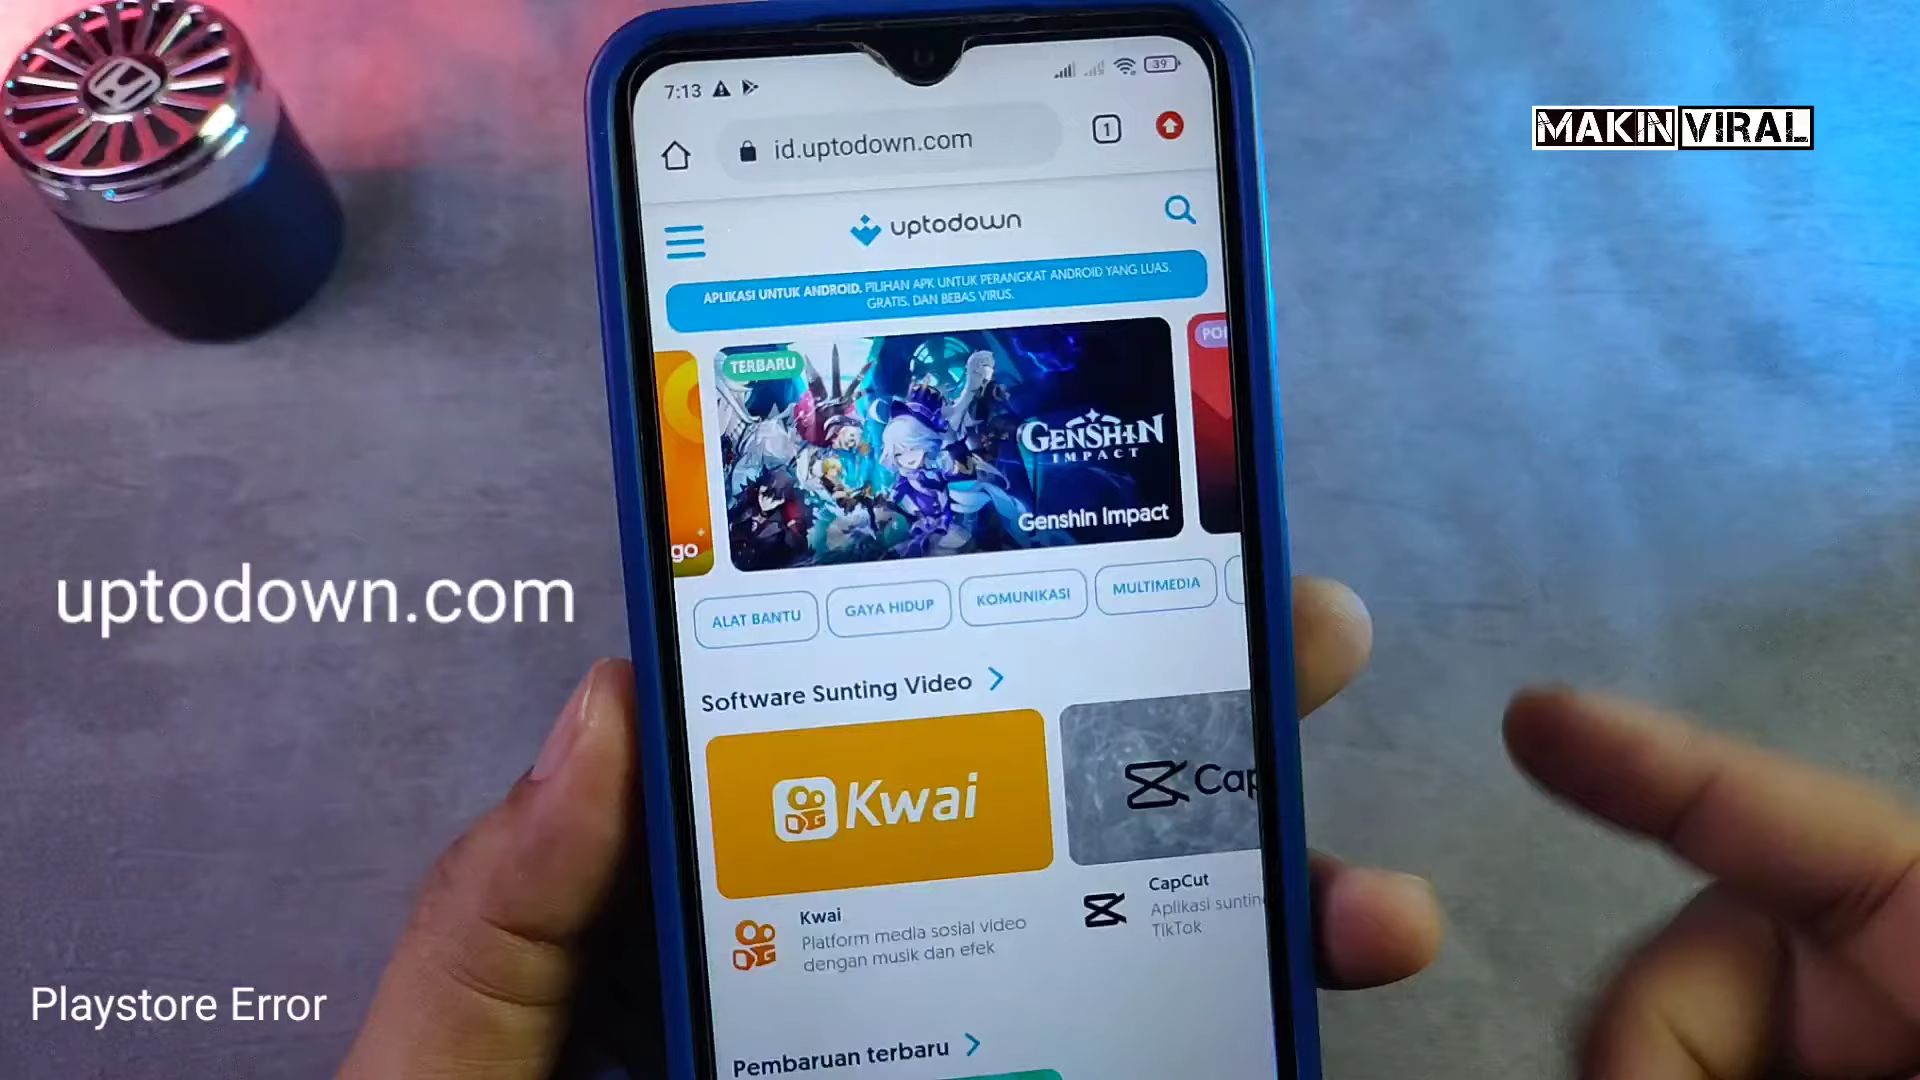 7:13
39
id.uptodown.com
1
MAKIN VIRAL
uptodown
APLIKASI UNTUK ANDROID. PILIHAN APK UNTUK PERANGKAT ANDROID YANG LUAS.
GRATIS, DAN BEBAS VIRUS.
TERBARU
GENSHIN
IMPACT
Genshin Impact
go
ALAT BANTU
GAYA HIDUP
KOMUNIKASI
MULTIMEDIA
uptodown.com
Software Sunting Video
Kwai
Cap
Kwai
Platform media sosial video
dengan musik dan efek
CapCut
Aplikasi sunting
TikTok
Playstore Error
Pembaruan terbaru